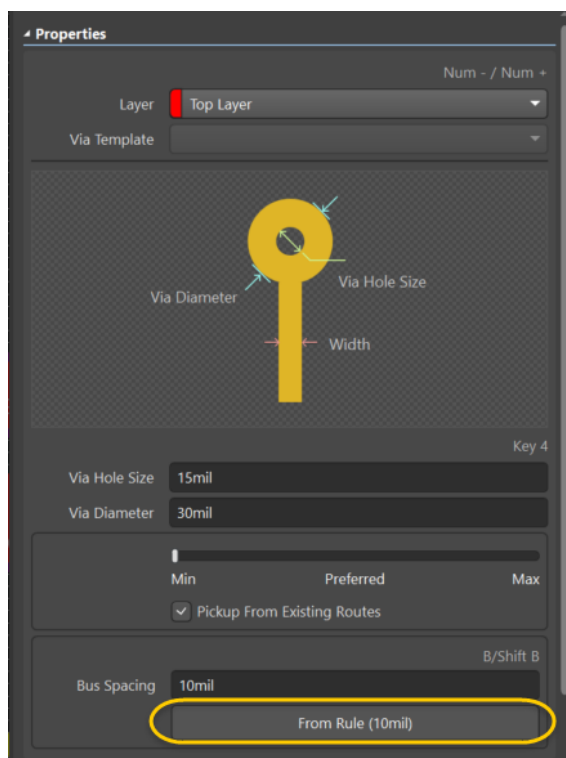 Properties
Num - / Num +
Layer Top Layer
Via Template
Via Hole Size
Via Diameter
Width
Key 4
Via Hole Size 15mil
Via Diameter 30mil
Min Preferred Max
Pickup From Existing Routes
B/Shift B
Bus Spacing 10mil
From Rule (10mil)